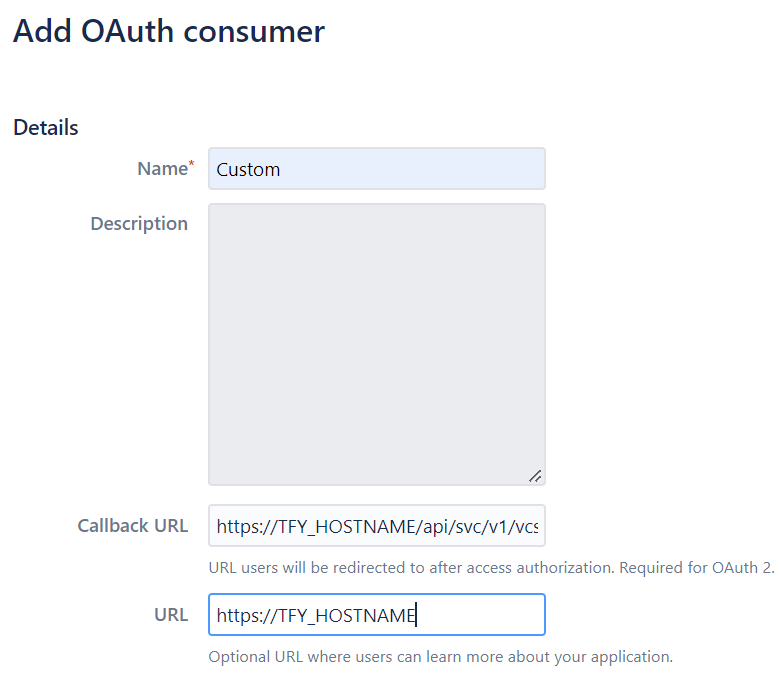 Add OAuth consumer
Details
Name*
Custom
Description
Callback URL
https://TFY_HOSTNAME/api/svc/v1/vcs
URL users will be redirected to after access authorization. Required for OAuth 2.
URL
https://TFY_HOSTNAME
Optional URL where users can learn more about your application.